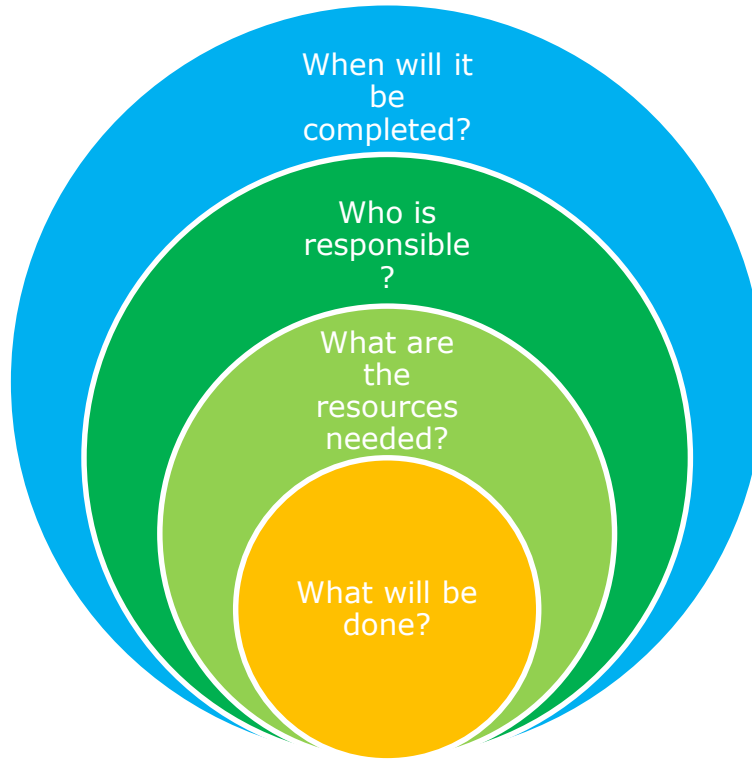 When will it
be
completed?
Who is
responsible
?
What are
the
resources
needed?
What will be
done?